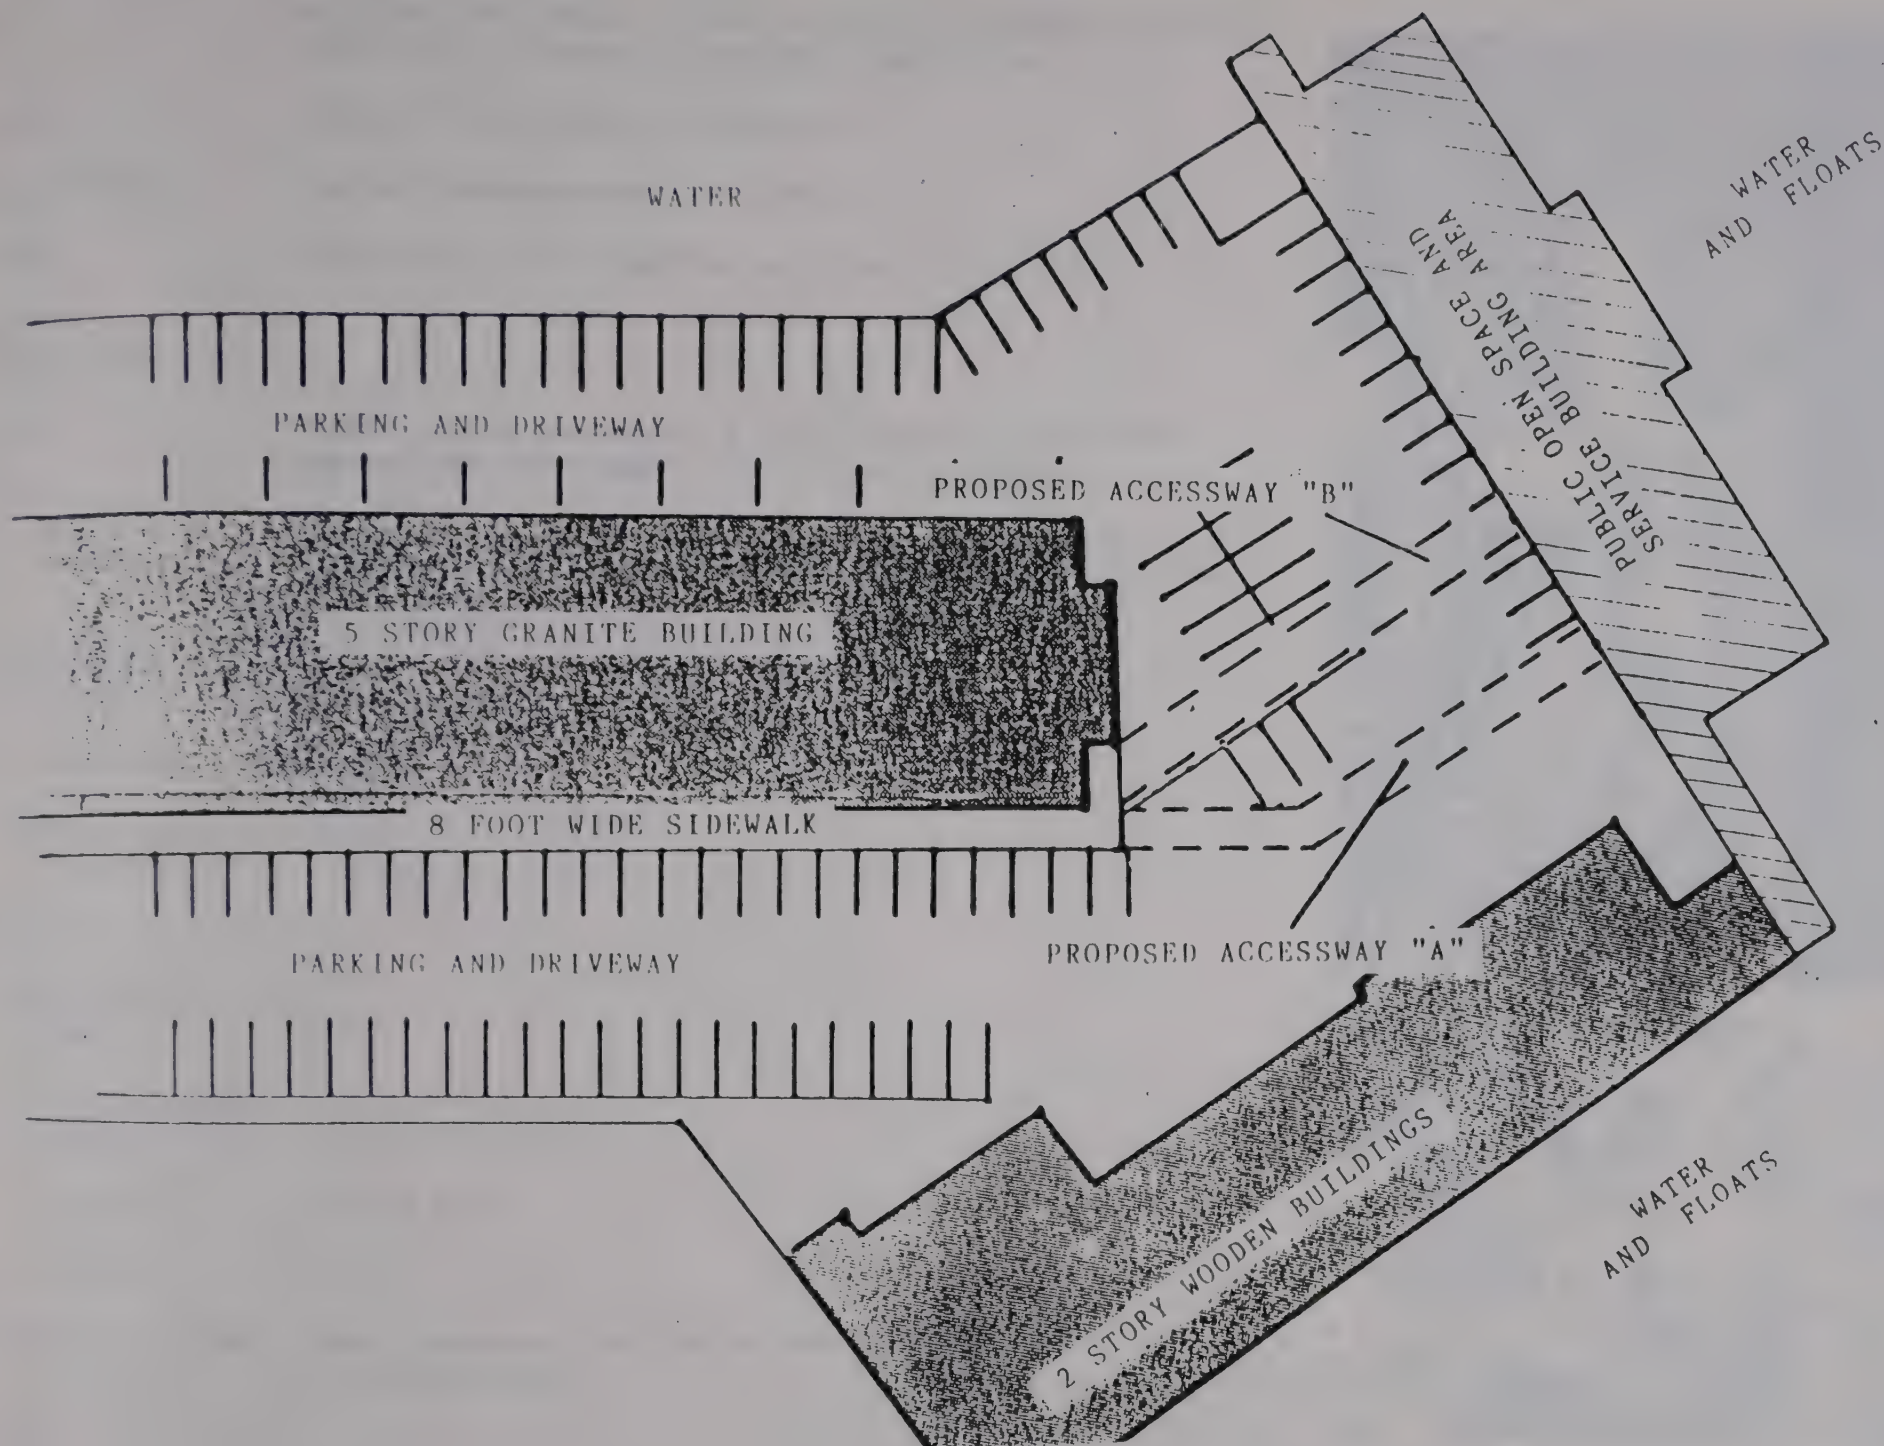 WATER
WATER
AND FLOATS
PARKING AND DRIVEWAY
PUBLIC OPEN SPACE AND
SERVICE BUILDING AREA
PROPOSED ACCESSWAY "B"
5 STORY GRANITE BUILDING
8 FOOT WIDE SIDEWALK
PARKING AND DRIVEWAY
PROPOSED ACCESSWAY "A"
2 STORY WOODEN BUILDINGS
WATER
AND FLOATS